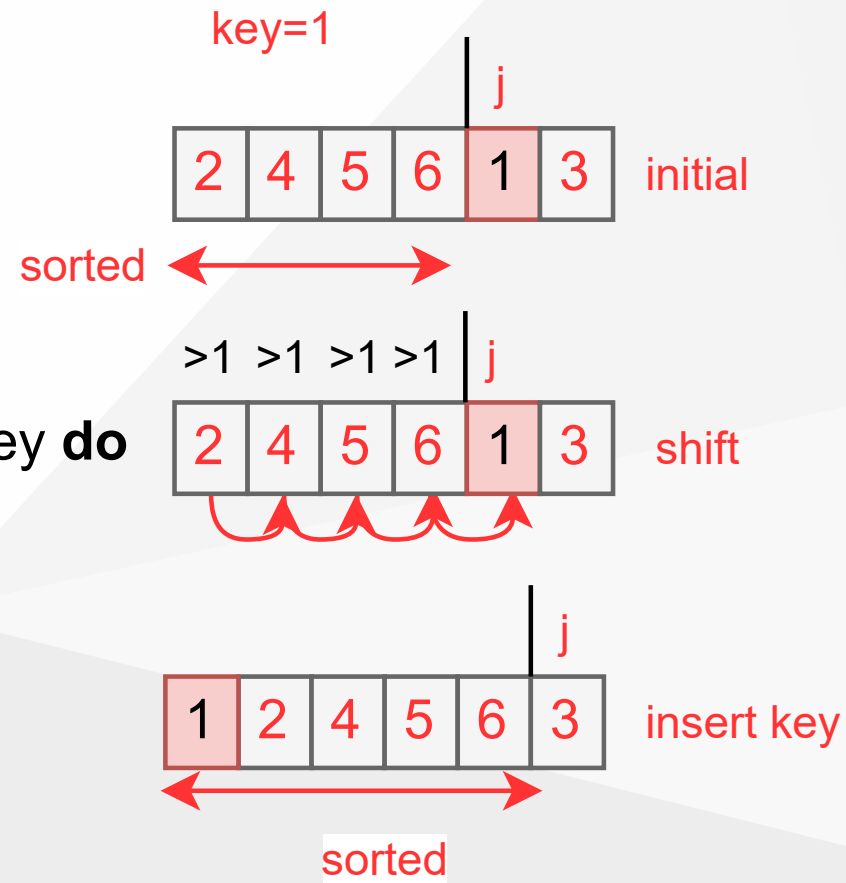 key=1
j
2 4 5 6 1 3 initial
sorted
>1 >1 >1 >1 j
ey do 2 4 5 6 1 3 shift
j
1 2 4 5 6 3 insert key
sorted